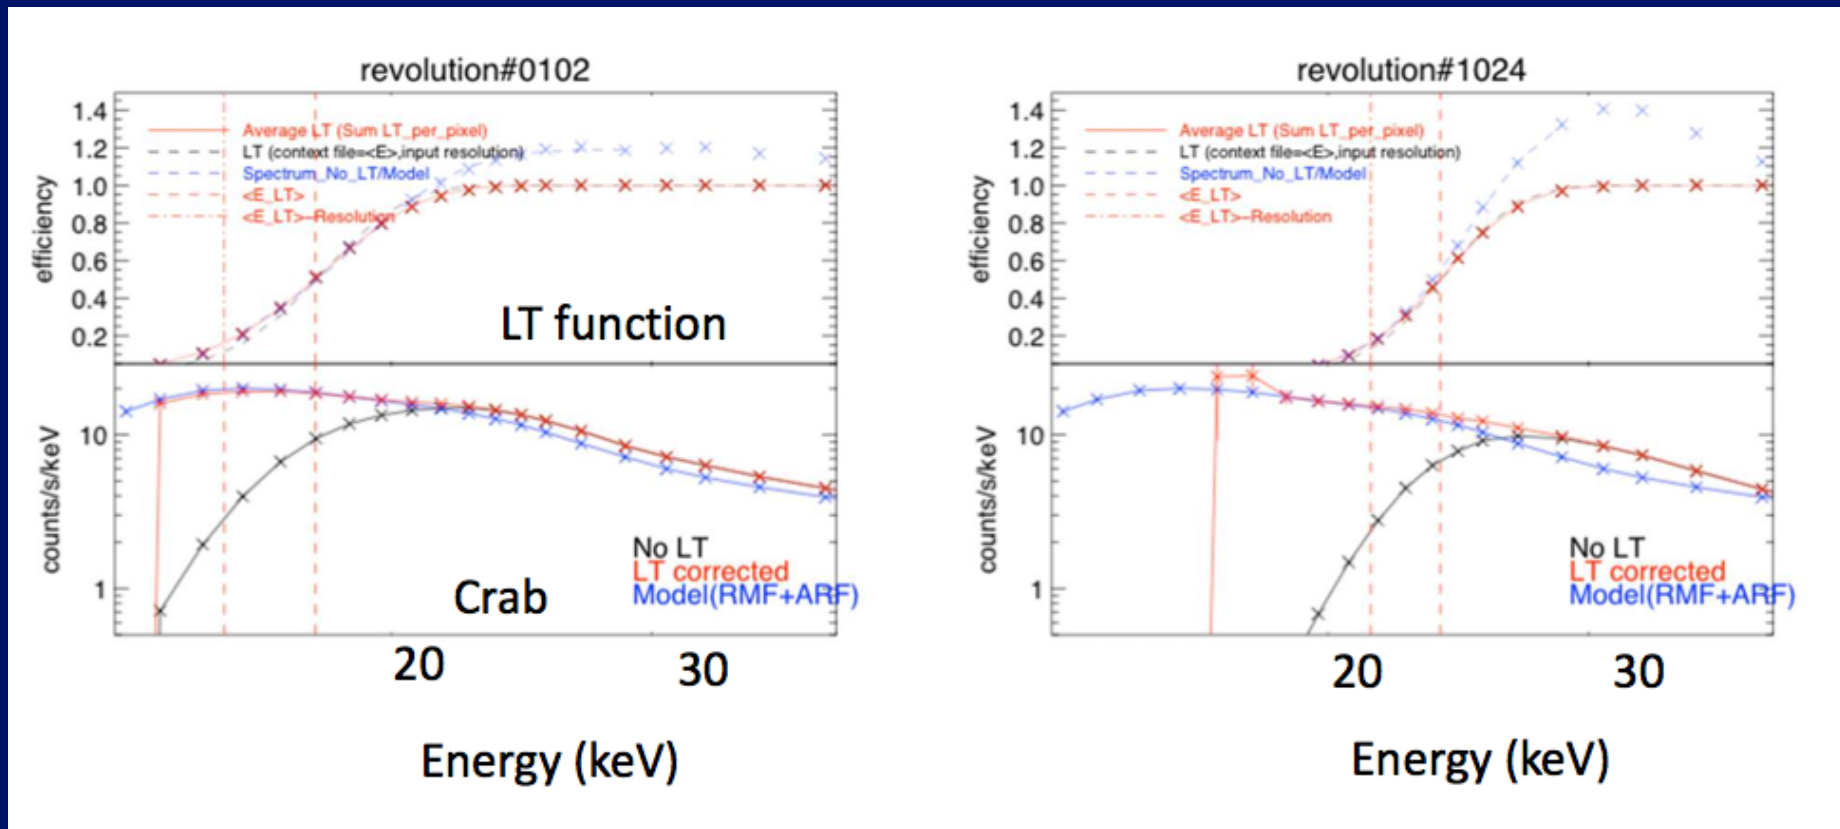 revolution#0102
1.4
1.2
1.0
0.8
0.6
0.4
0.2
efficiency
Average LT (Sum LT_per_pixel)
LT (context file=<E>,input resolution)
Spectrum_No_LT/Model
<E_LT>
<E_LT>-Resolution
LT function
10
1
counts/s/keV
Crab
No LT
LT corrected
Model(RMF+ARF)
20
30
Energy (keV)
revolution#1024
1.4
1.2
1.0
0.8
0.6
0.4
0.2
efficiency
Average LT (Sum LT_per_pixel)
LT (context file=<E>,input resolution)
Spectrum_No_LT/Model
<E_LT>
<E_LT>-Resolution
10
1
counts/s/keV
No LT
LT corrected
Model(RMF+ARF)
20
30
Energy (keV)